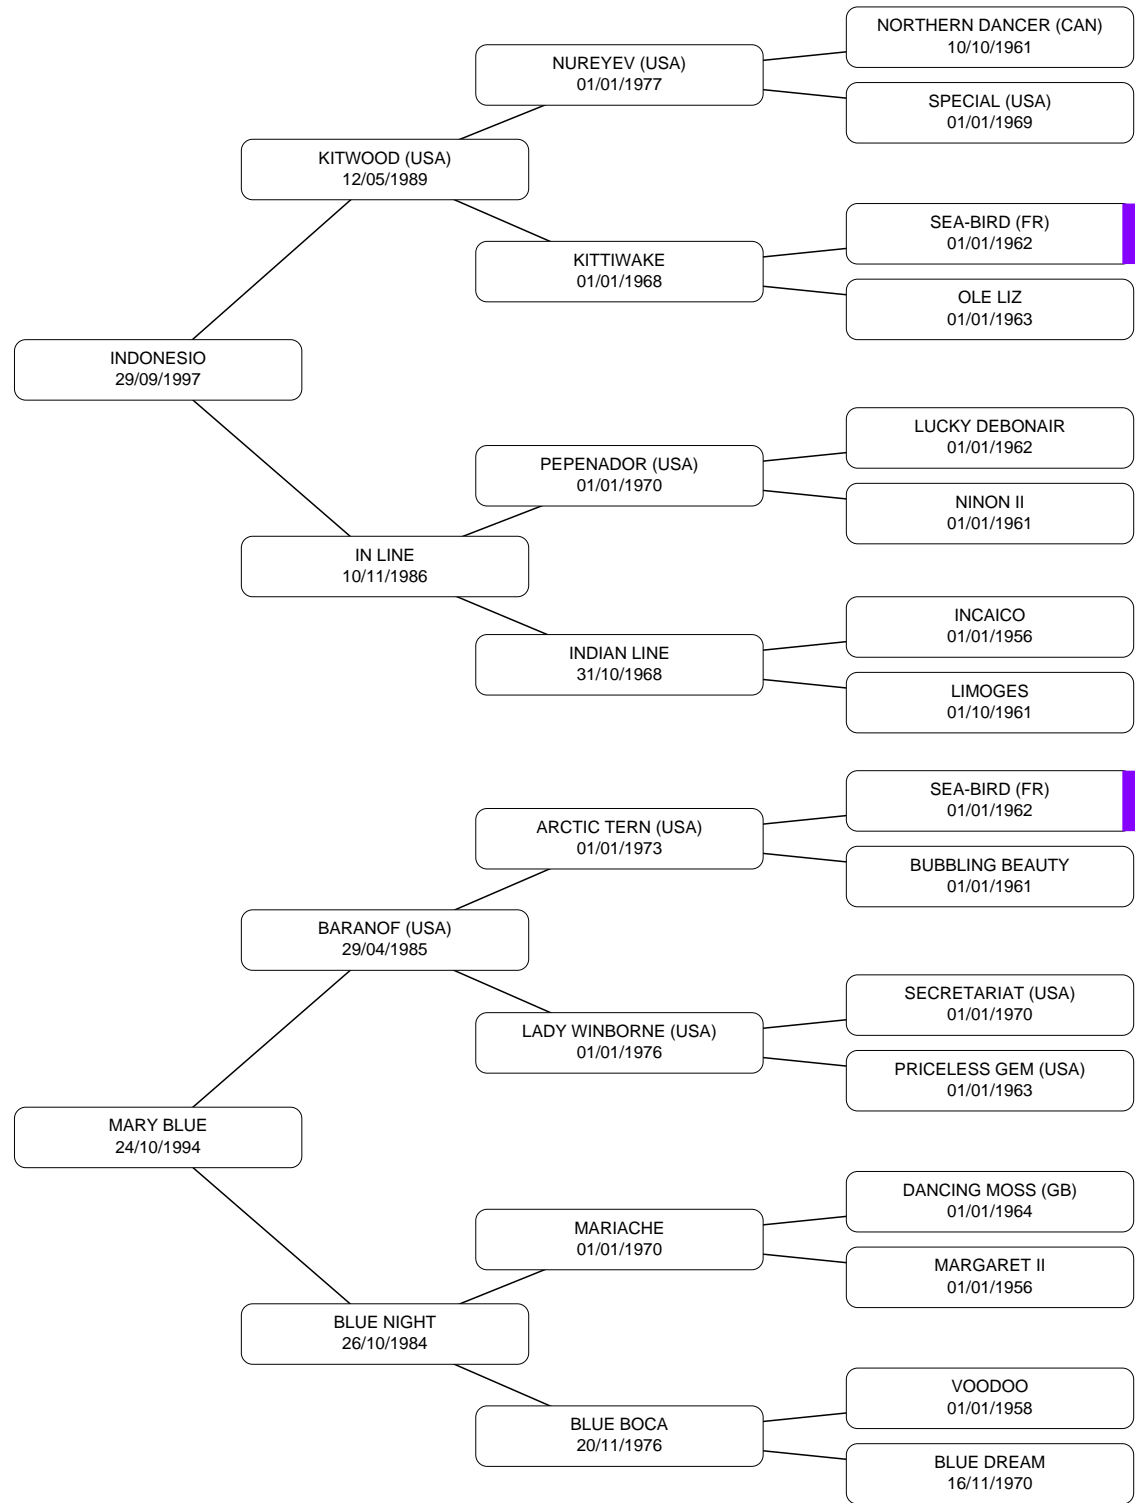 NORTHERN DANCER (CAN)
10/10/1961
NUREYEV (USA)
01/01/1977
SPECIAL (USA)
01/01/1969
KITWOOD (USA)
12/05/1989
SEA-BIRD (FR)
01/01/1962
KITTIWAKE
01/01/1968
OLE LIZ
01/01/1963
INDONESIO
29/09/1997
LUCKY DEBONAIR
01/01/1962
PEPENADOR (USA)
01/01/1970
NINON II
01/01/1961
IN LINE
10/11/1986
INCAICO
01/01/1956
INDIAN LINE
31/10/1968
LIMOGES
01/10/1961
SEA-BIRD (FR)
01/01/1962
ARCTIC TERN (USA)
01/01/1973
BUBBLING BEAUTY
01/01/1961
BARANOF (USA)
29/04/1985
SECRETARIAT (USA)
01/01/1970
LADY WINBORNE (USA)
01/01/1976
PRICELESS GEM (USA)
01/01/1963
MARY BLUE
24/10/1994
DANCING MOSS (GB)
01/01/1964
MARIACHE
01/01/1970
MARGARET II
01/01/1956
BLUE NIGHT
26/10/1984
VOODOO
01/01/1958
BLUE BOCA
20/11/1976
BLUE DREAM
16/11/1970